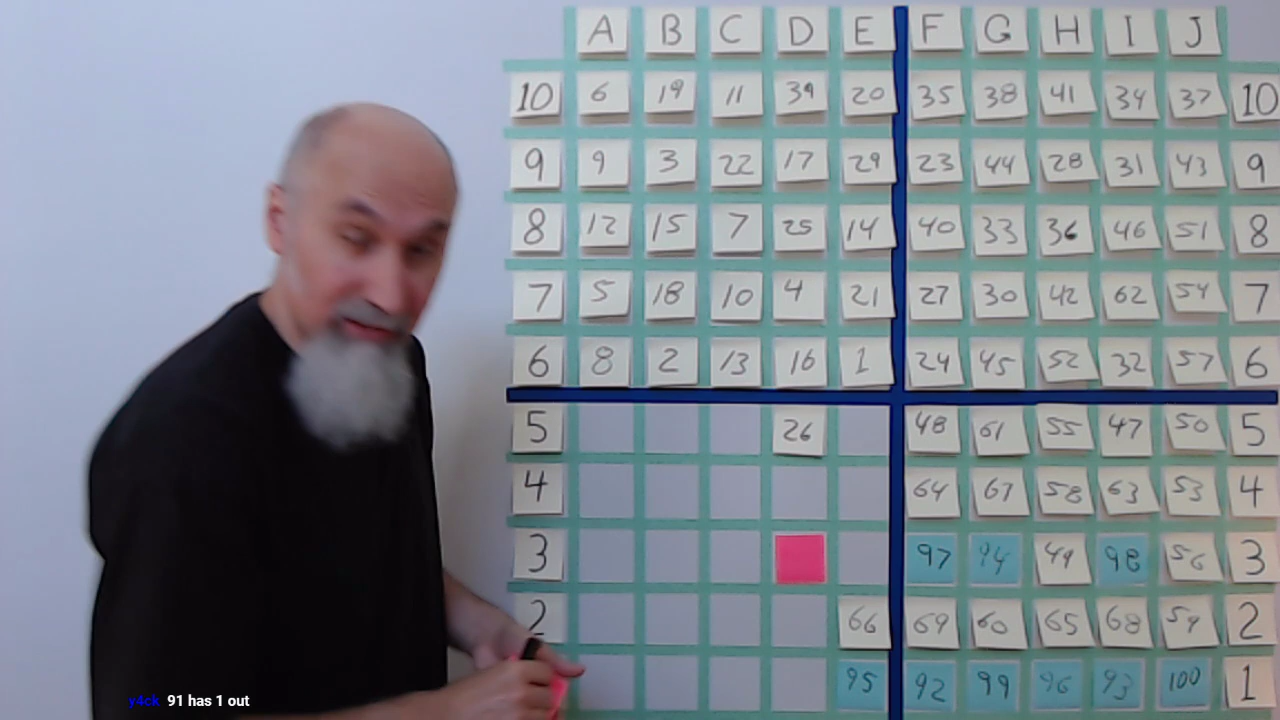 A B C D E F G H I J
10 6 19 11 39 20 35 38 41 34 37 10
9 9 3 22 17 29 23 44 28 31 43 9
8 12 15 7 25 14 40 33 36 46 51 8
7 5 18 10 4 21 27 30 42 62 54 7
6 8 2 13 16 1 24 45 52 32 57 6
5 26 48 61 55 47 50 5
4 64 67 58 63 53 4
3 97 94 49 98 56 3
2 66 69 60 65 68 59 2
95 92 99 96 93 100 1
y4ck 91 has 1 out